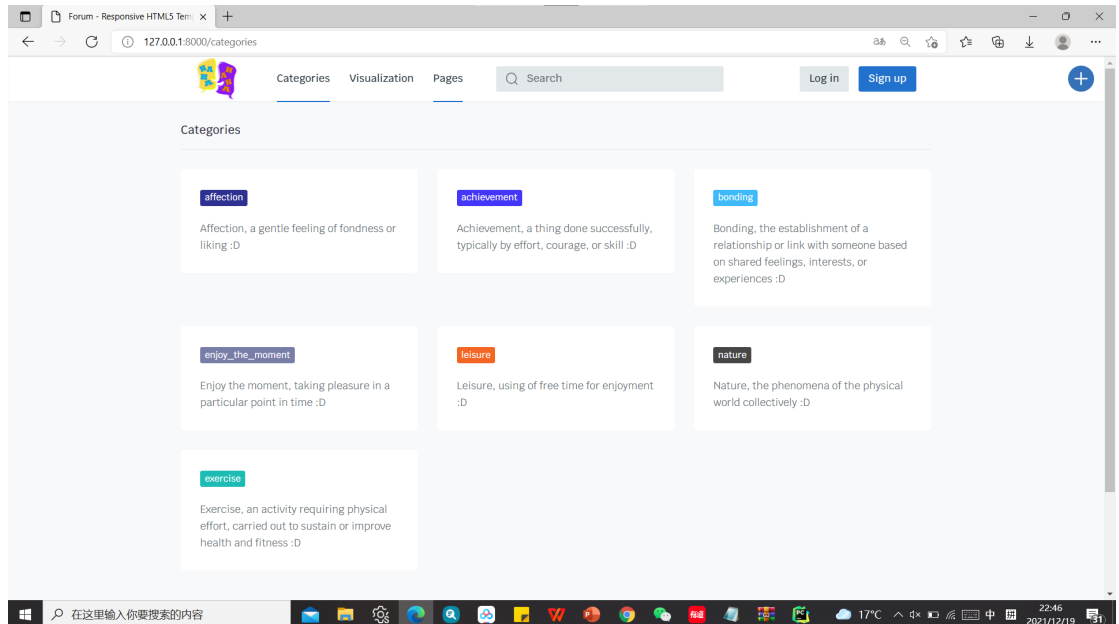 Forum - Responsive HTML5 Tem
127.0.0.1:8000/categories
Categories Visualization Pages Search Log in Sign up
Categories
affection
Affection, a gentle feeling of fondness or
liking :D
achievement
Achievement, a thing done successfully,
typically by effort, courage, or skill :D
bonding
Bonding, the establishment of a
relationship or link with someone based
on shared feelings, interests, or
experiences :D
enjoy_the_moment
Enjoy the moment, taking pleasure in a
particular point in time :D
leisure
Leisure, using of free time for enjoyment
:D
nature
Nature, the phenomena of the physical
world collectively :D
exercise
Exercise, an activity requiring physical
effort, carried out to sustain or improve
health and fitness :D
在这里输入你要搜索的内容
17°C
中
22:46
2021/12/19
31